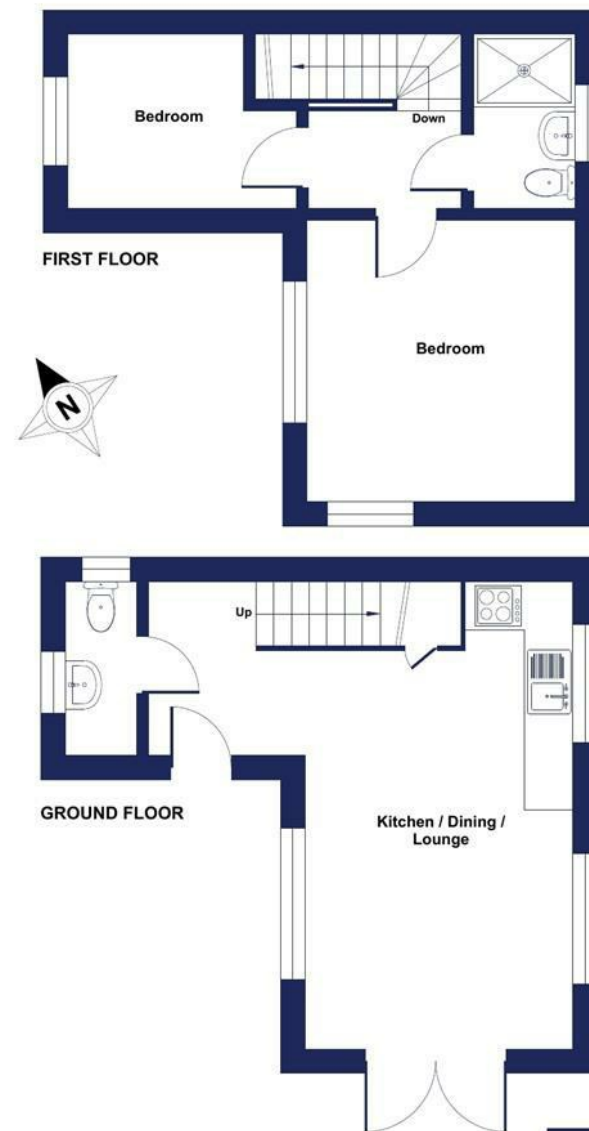 Bedroom
Down
FIRST FLOOR
Bedroom
N
Up
GROUND FLOOR
Kitchen / Dining /
Lounge